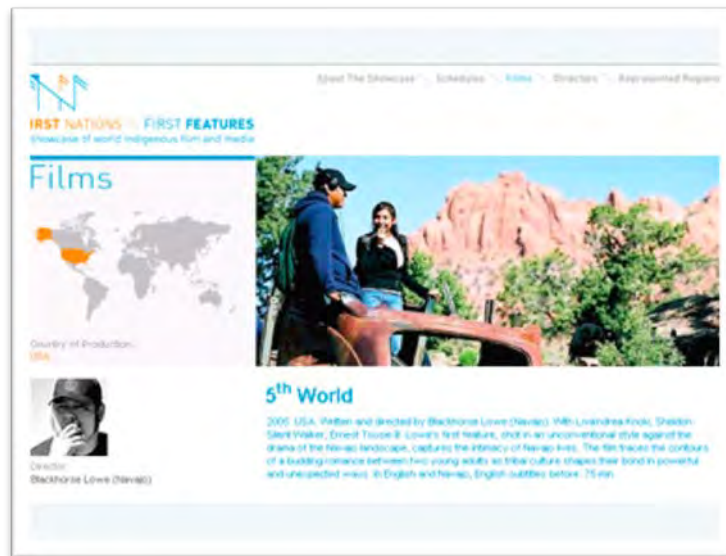 About The Showcase Schedules Films Directors Represented Regions
IRST NATIONS FIRST FEATURES
showcase of world indigenous film and media
Films
Country of Production:
USA
5th World
2005. USA. Written and directed by Blackhorse Lowe (Navajo). With Livandrea Knoki, Sheldon
Silent Walker, Ernest Tsosie III. Lowe's first feature, shot in an unconventional style against the
drama of the Navajo landscape, captures the intimacy of Navajo lives. The film traces the contours
of a budding romance between two young adults as tribal culture shapes their bond in powerful
and unexpected ways. In English and Navajo, English subtitles before. 75 min.
Director:
Blackhorse Lowe (Navajo)